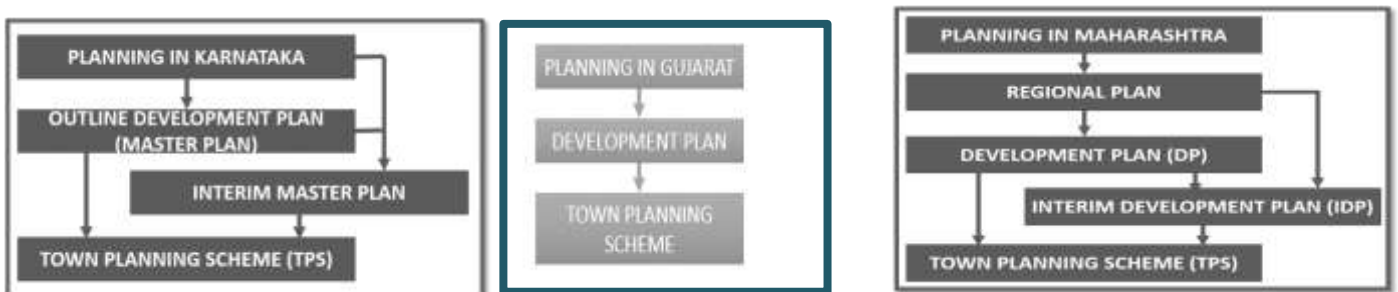 PLANNING IN KARNATAKA
OUTLINE DEVELOPMENT PLAN
(MASTER PLAN)
INTERIM MASTER PLAN
TOWN PLANNING SCHEME (TPS)
PLANNING IN GUJARAT
DEVELOPMENT PLAN
TOWN PLANNING
SCHEME
PLANNING IN MAHARASHTRA
REGIONAL PLAN
DEVELOPMENT PLAN (DP)
INTERIM DEVELOPMENT PLAN (IDP)
TOWN PLANNING SCHEME (TPS)